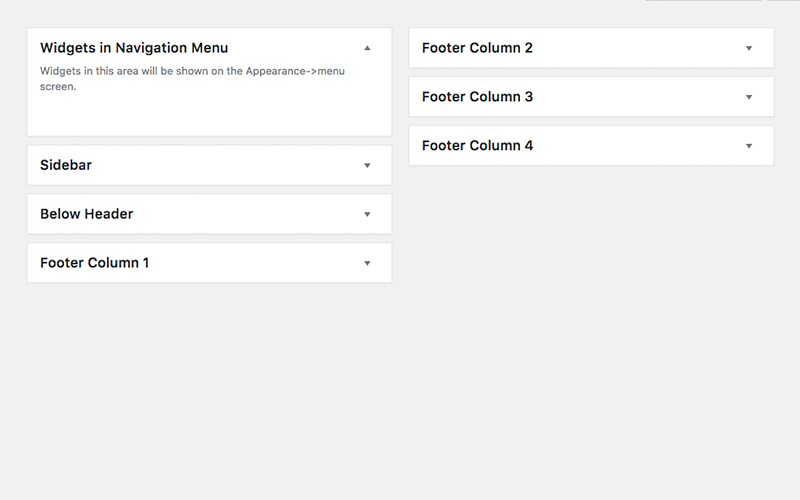 Widgets in Navigation Menu
Widgets in this area will be shown on the Appearance->menu
screen.
Sidebar
Below Header
Footer Column 1
Footer Column 2
Footer Column 3
Footer Column 4